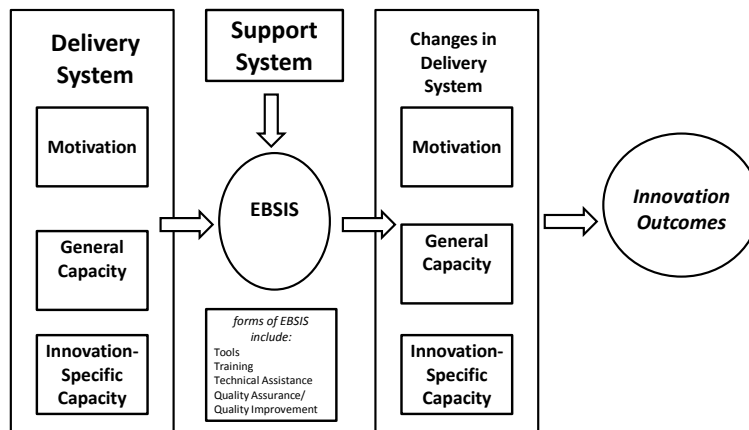 Delivery
System
Motivation
General
Capacity
Innovation-
Specific
Capacity
Support
System
EBSIS
forms of EBSIS
include:
Tools
Training
Technical Assistance
Quality Assurance/
Quality Improvement
Changes in
Delivery
System
Motivation
General
Capacity
Innovation-
Specific
Capacity
Innovation
Outcomes